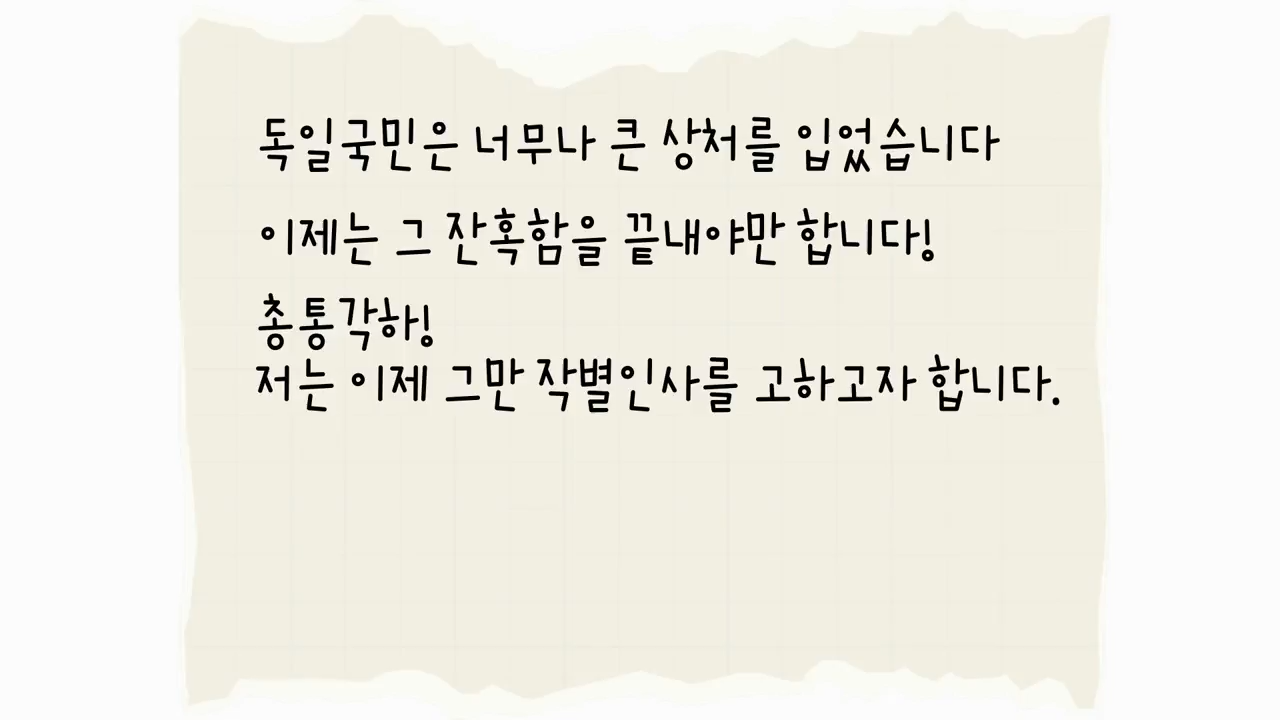 독일국민은 너무나 큰 상처를 입었습니다
이제는 그 잔혹함을 끝내야만 합니다!
총통각하!
저는 이제 그만 작별인사를 고하고자 합니다.